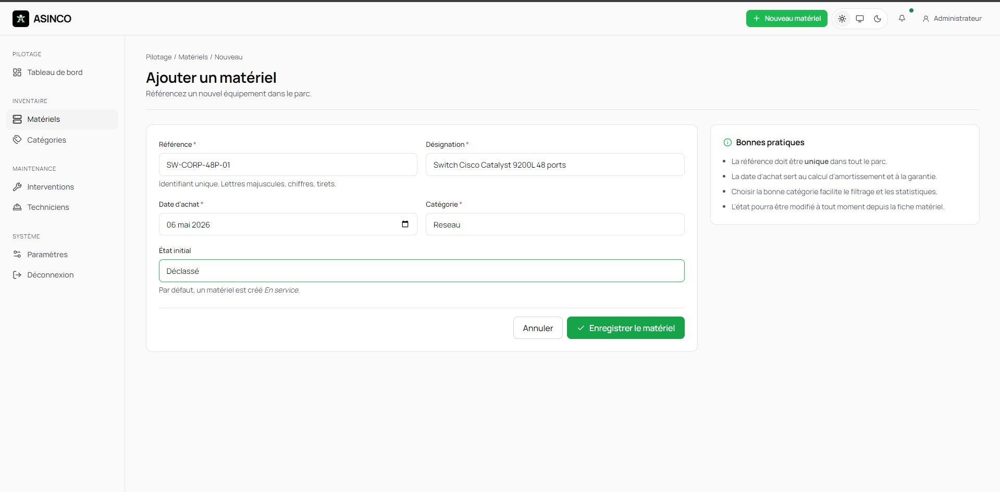 ASINCO
Nouveau matériel
Administrateur
PILOTAGE
Tableau de bord
INVENTAIRE
Matériels
Catégories
MAINTENANCE
Interventions
Techniciens
SYSTÈME
Paramètres
Déconnexion
Pilotage / Matériels / Nouveau
Ajouter un matériel
Référencez un nouvel équipement dans le parc.
Référence *
SW-CORP-48P-01
Identifiant unique. Lettres majuscules, chiffres, tirets.
Désignation *
Switch Cisco Catalyst 9200L 48 ports
Date d'achat *
06 mai 2026
Catégorie *
Reseau
État initial
Déclassé
Par défaut, un matériel est créé En service.
Annuler
Enregistrer le matériel
Bonnes pratiques
La référence doit être unique dans tout le parc.
La date d'achat sert au calcul d'amortissement et à la garantie.
Choisir la bonne catégorie facilite le filtrage et les statistiques.
L'état pourra être modifié à tout moment depuis la fiche matériel.